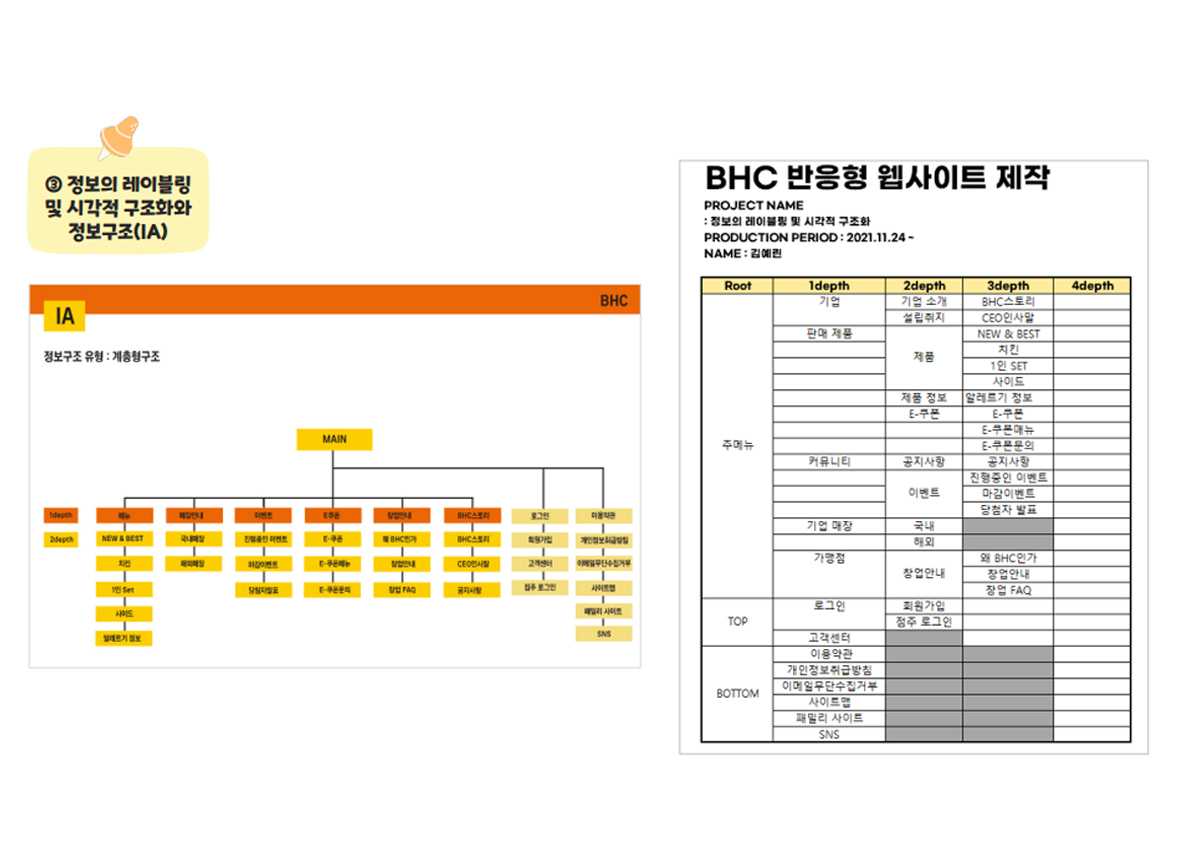 ③ 정보의 레이블링
및 시각적 구조화와
정보구조(IA)
IA
BHC
정보구조 유형 : 계층형구조
MAIN
1depth 메뉴 매장안내 이벤트 E쿠폰 창업안내 BHC스토리 로그인 이용약관
2depth NEW & BEST 국내매장 진행중인 이벤트 E-쿠폰 왜 BHC인가 BHC스토리 회원가입 개인정보취급방침
치킨 해외매장 마감이벤트 E-쿠폰메뉴 창업안내 CEO인사말 고객센터 이메일무단수집거부
1인 Set 당첨자발표 E-쿠폰문의 창업 FAQ 공지사항 점주 로그인 사이트맵
사이드 패밀리 사이트
알레르기 정보 SNS
BHC 반응형 웹사이트 제작
PROJECT NAME
: 정보의 레이블링 및 시각적 구조화
PRODUCTION PERIOD : 2021.11.24 ~
NAME : 김예린
Root 1depth 2depth 3depth 4depth
기업 기업 소개 BHC스토리
설립취지 CEO인사말
판매 제품 NEW & BEST
치킨
제품
1인 SET
사이드
제품 정보 알레르기 정보
E-쿠폰 E-쿠폰
E-쿠폰매뉴
주메뉴
E-쿠폰문의
커뮤니티 공지사항 공지사항
진행중인 이벤트
이벤트 마감이벤트
당첨자 발표
기업 매장 국내
해외
가맹점 왜 BHC인가
창업안내 창업안내
창업 FAQ
로그인 회원가입
TOP 점주 로그인
고객센터
이용약관
개인정보취급방침
이메일무단수집거부
BOTTOM
사이트맵
패밀리 사이트
SNS